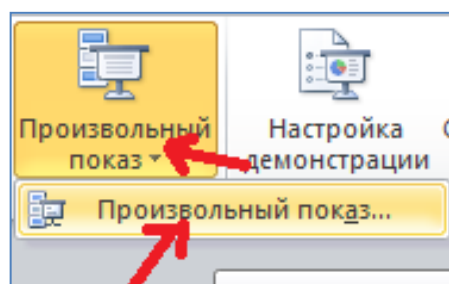 Произвольный
показ
Настройка
демонстрации
Произвольный показ...